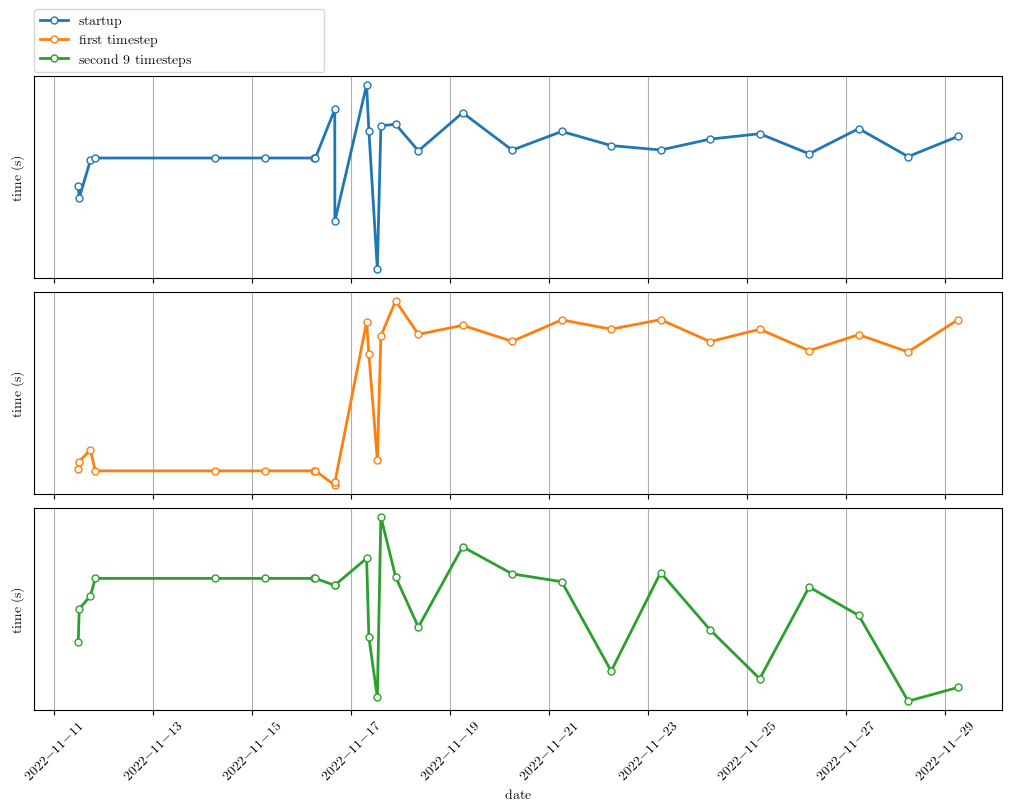 startup
first timestep
second 9 timesteps
time (s)
time (s)
time (s)
2022−11−11
2022−11−13
2022−11−15
2022−11−17
2022−11−19
2022−11−21
2022−11−23
2022−11−25
2022−11−27
2022−11−29
date